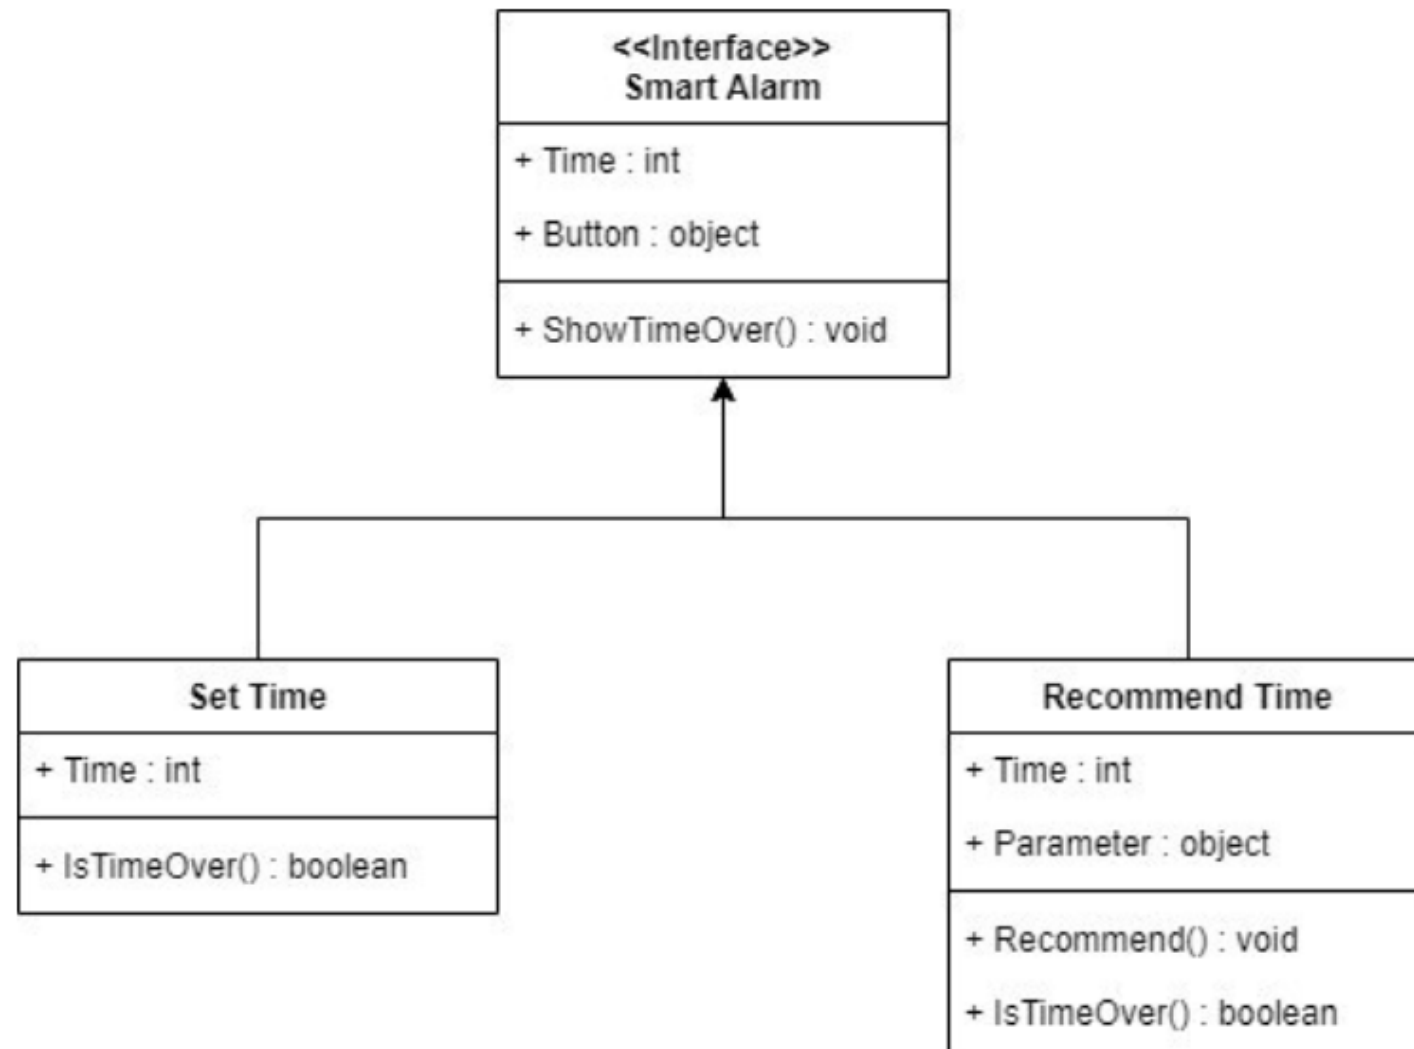 <<Interface>>
Smart Alarm
+ Time : int
+ Button : object
+ ShowTimeOver() : void
Set Time
+ Time : int
+ IsTimeOver() : boolean
Recommend Time
+ Time : int
+ Parameter : object
+ Recommend() : void
+ IsTimeOver() : boolean